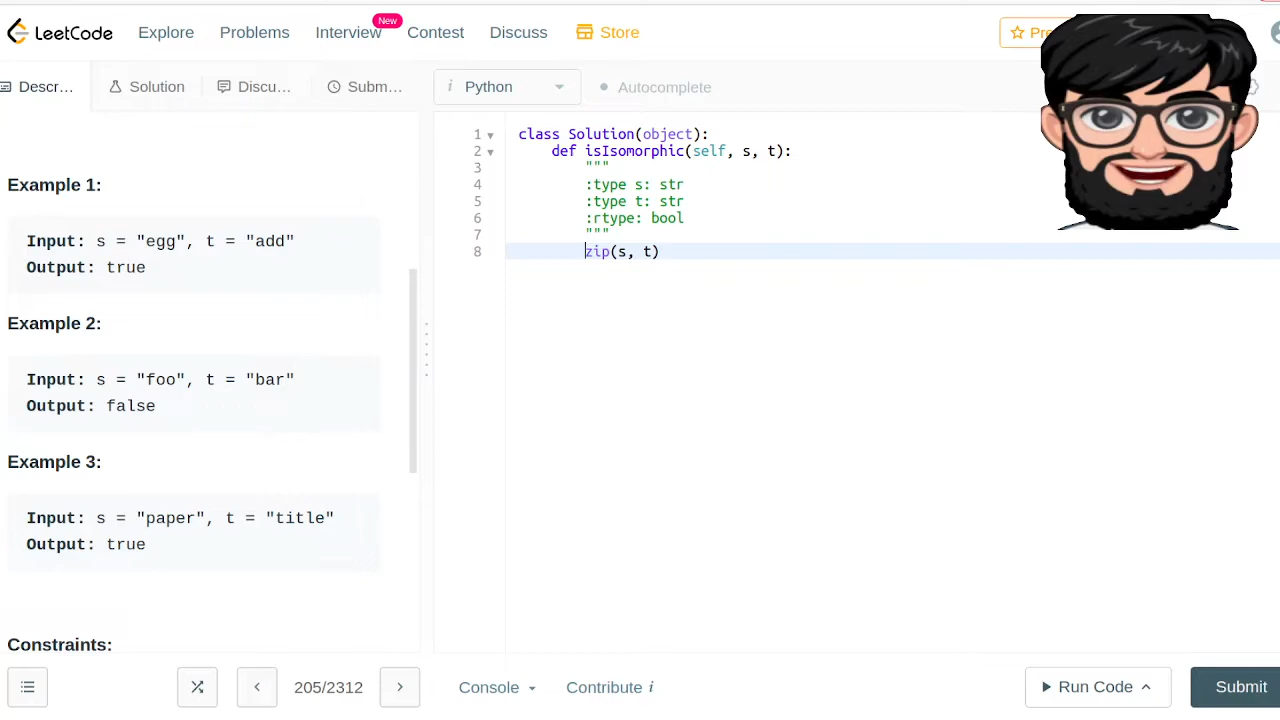 LeetCode Explore Problems Interview New Contest Discuss Store
Descr... Solution Discu... Subm... i Python Autocomplete
Example 1:
Input: s = "egg", t = "add"
Output: true
Example 2:
Input: s = "foo", t = "bar"
Output: false
Example 3:
Input: s = "paper", t = "title"
Output: true
Constraints:
1 class Solution(object):
2 def isIsomorphic(self, s, t):
3 """
4 :type s: str
5 :type t: str
6 :rtype: bool
7 """
8 zip(s, t)
205/2312 Console Contribute i Run Code Submit